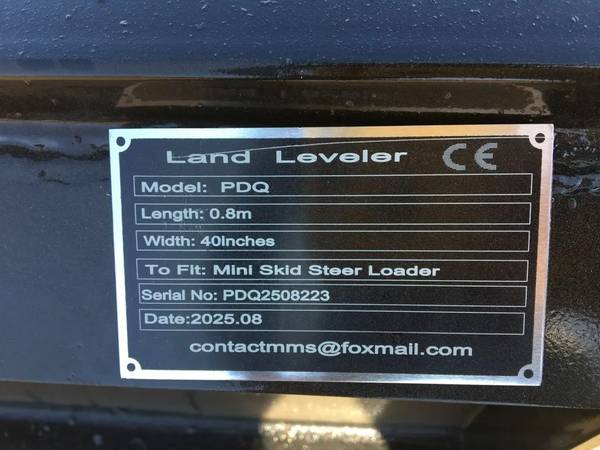 Land Leveler CE
Model: PDQ
Length: 0.8m
Width: 40inches
To Fit: Mini Skid Steer Loader
Serial No: PDQ2508223
Date:2025.08
contactmms@foxmail.com